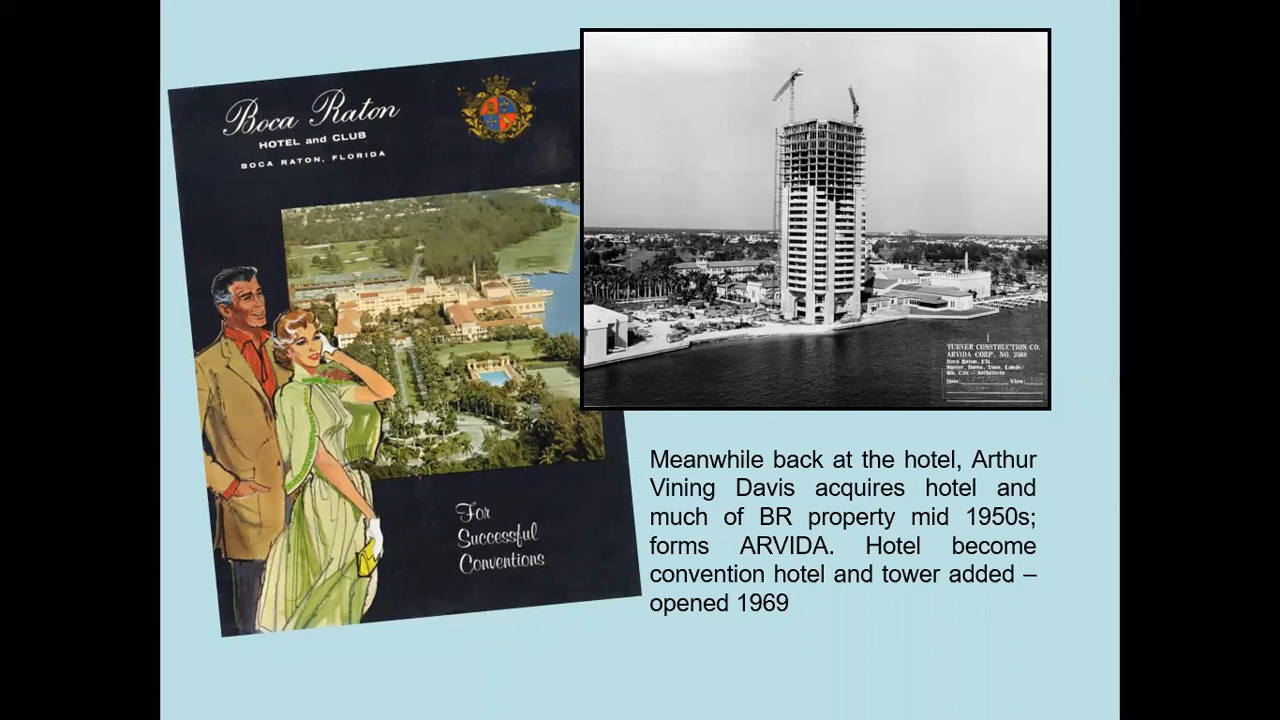 Boca Raton
HOTEL and CLUB
BOCA RATON, FLORIDA
For
Successful
Conventions
TURNER CONSTRUCTION CO.
ARVIDA CORP. NO. 2568
Boca Raton, Fla.
Date: View:
Meanwhile back at the hotel, Arthur
Vining Davis acquires hotel and
much of BR property mid 1950s;
forms ARVIDA. Hotel become
convention hotel and tower added –
opened 1969